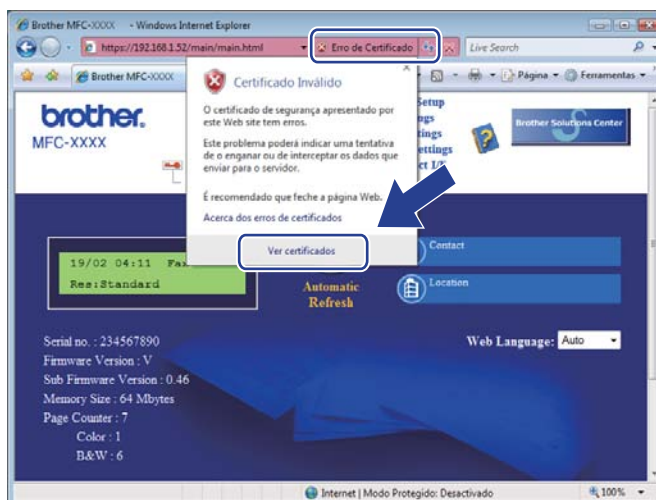 Brother MFC-XXXX - Windows Internet Explorer
https://192.168.1.52/main/main.html
Erro de Certificado
Live Search
Brother MFC-XXXX
Página
Ferramentas
Certificado Inválido
O certificado de segurança apresentado por
este Web site tem erros.
Este problema poderá indicar uma tentativa
de o enganar ou de interceptar os dados que
enviar para o servidor.
É recomendado que feche a página Web.
Acerca dos erros de certificados
Ver certificados
brother.
MFC-XXXX
Brother Solutions Center
19/02 04:11 Fax
Res:Standard
Automatic
Refresh
Contact
Location
Serial no. : 234567890
Firmware Version : V
Sub Firmware Version : 0.46
Memory Size : 64 Mbytes
Page Counter : 7
Color : 1
B&W : 6
Web Language: Auto
Internet | Modo Protegido: Desactivado
100%